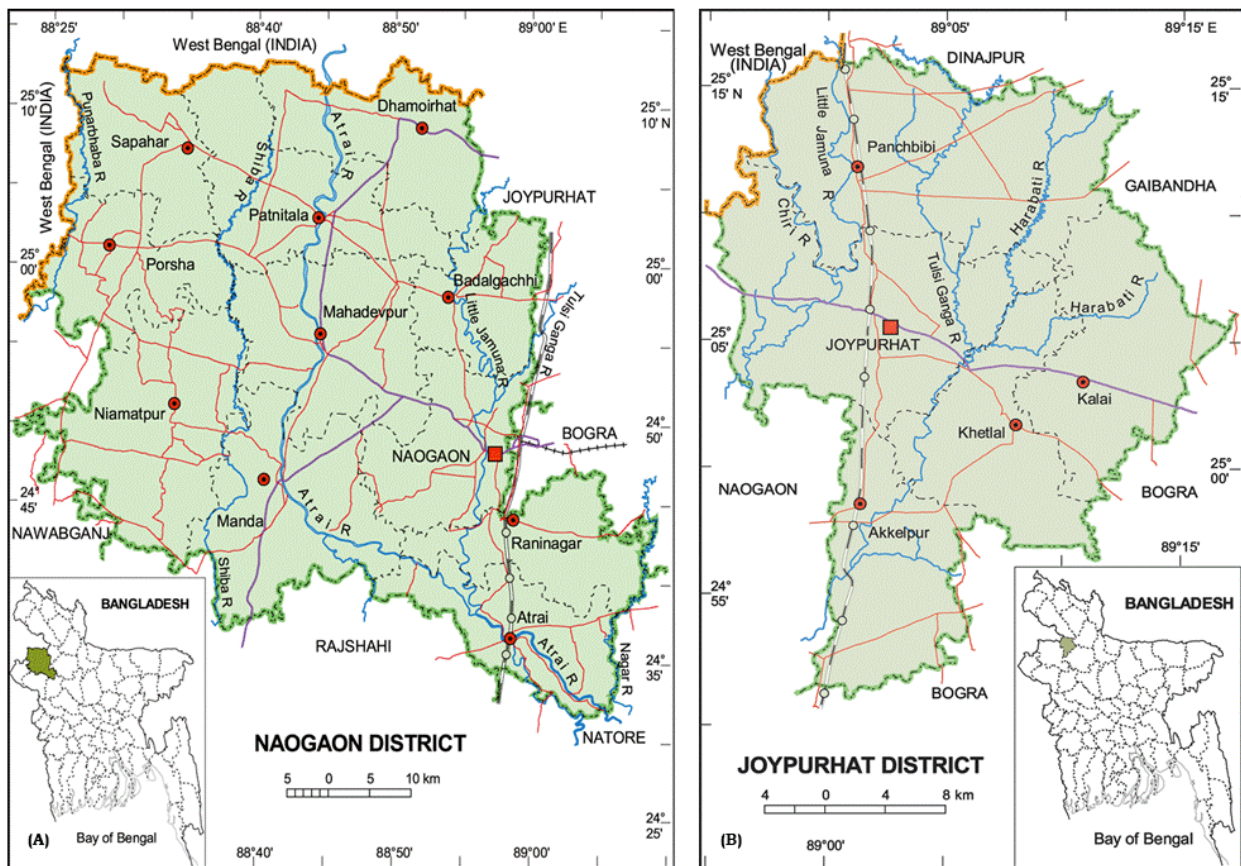 88°25'
88°40'
88°50'
89°00' E
West Bengal (INDIA)
25°
10'
25°
10' N
West Bengal (INDIA)
Punarbhaba R
Sapahar
Shiba R
Atrai R
Dhamoirhat
JOYPURHAT
Patnitala
25°
00'
25°
00'
Porsha
Badalgachhi
Little Jamuna R
Tulsi Ganga R
Mahadevpur
Niamatpur
24°
50'
BOGRA
NAOGAON
24°
45'
Manda
Atrai R
NAWABGANJ
Raninagar
Shiba R
Atrai
RAJSHAHI
Atrai R
Nagar R
24°
35'
NATORE
BANGLADESH
NAOGAON DISTRICT
5 0 5 10 km
24°
25'
(A)
Bay of Bengal
88°40'
88°50'
89°00'
89°05'
89°15' E
West Bengal
(INDIA)
DINAJPUR
25°
15' N
25°
15'
Little Jamuna R
Panchbibi
Harabati R
GAIBANDHA
Chiri R
Tulsi Ganga R
Harabati R
25°
05'
25°
05'
JOYPURHAT
Kalai
Khetlal
25°
00'
NAOGAON
BOGRA
Akkelpur
89°15'
24°
55'
BANGLADESH
BOGRA
JOYPURHAT DISTRICT
4 0 4 8 km
(B)
Bay of Bengal
89°00'